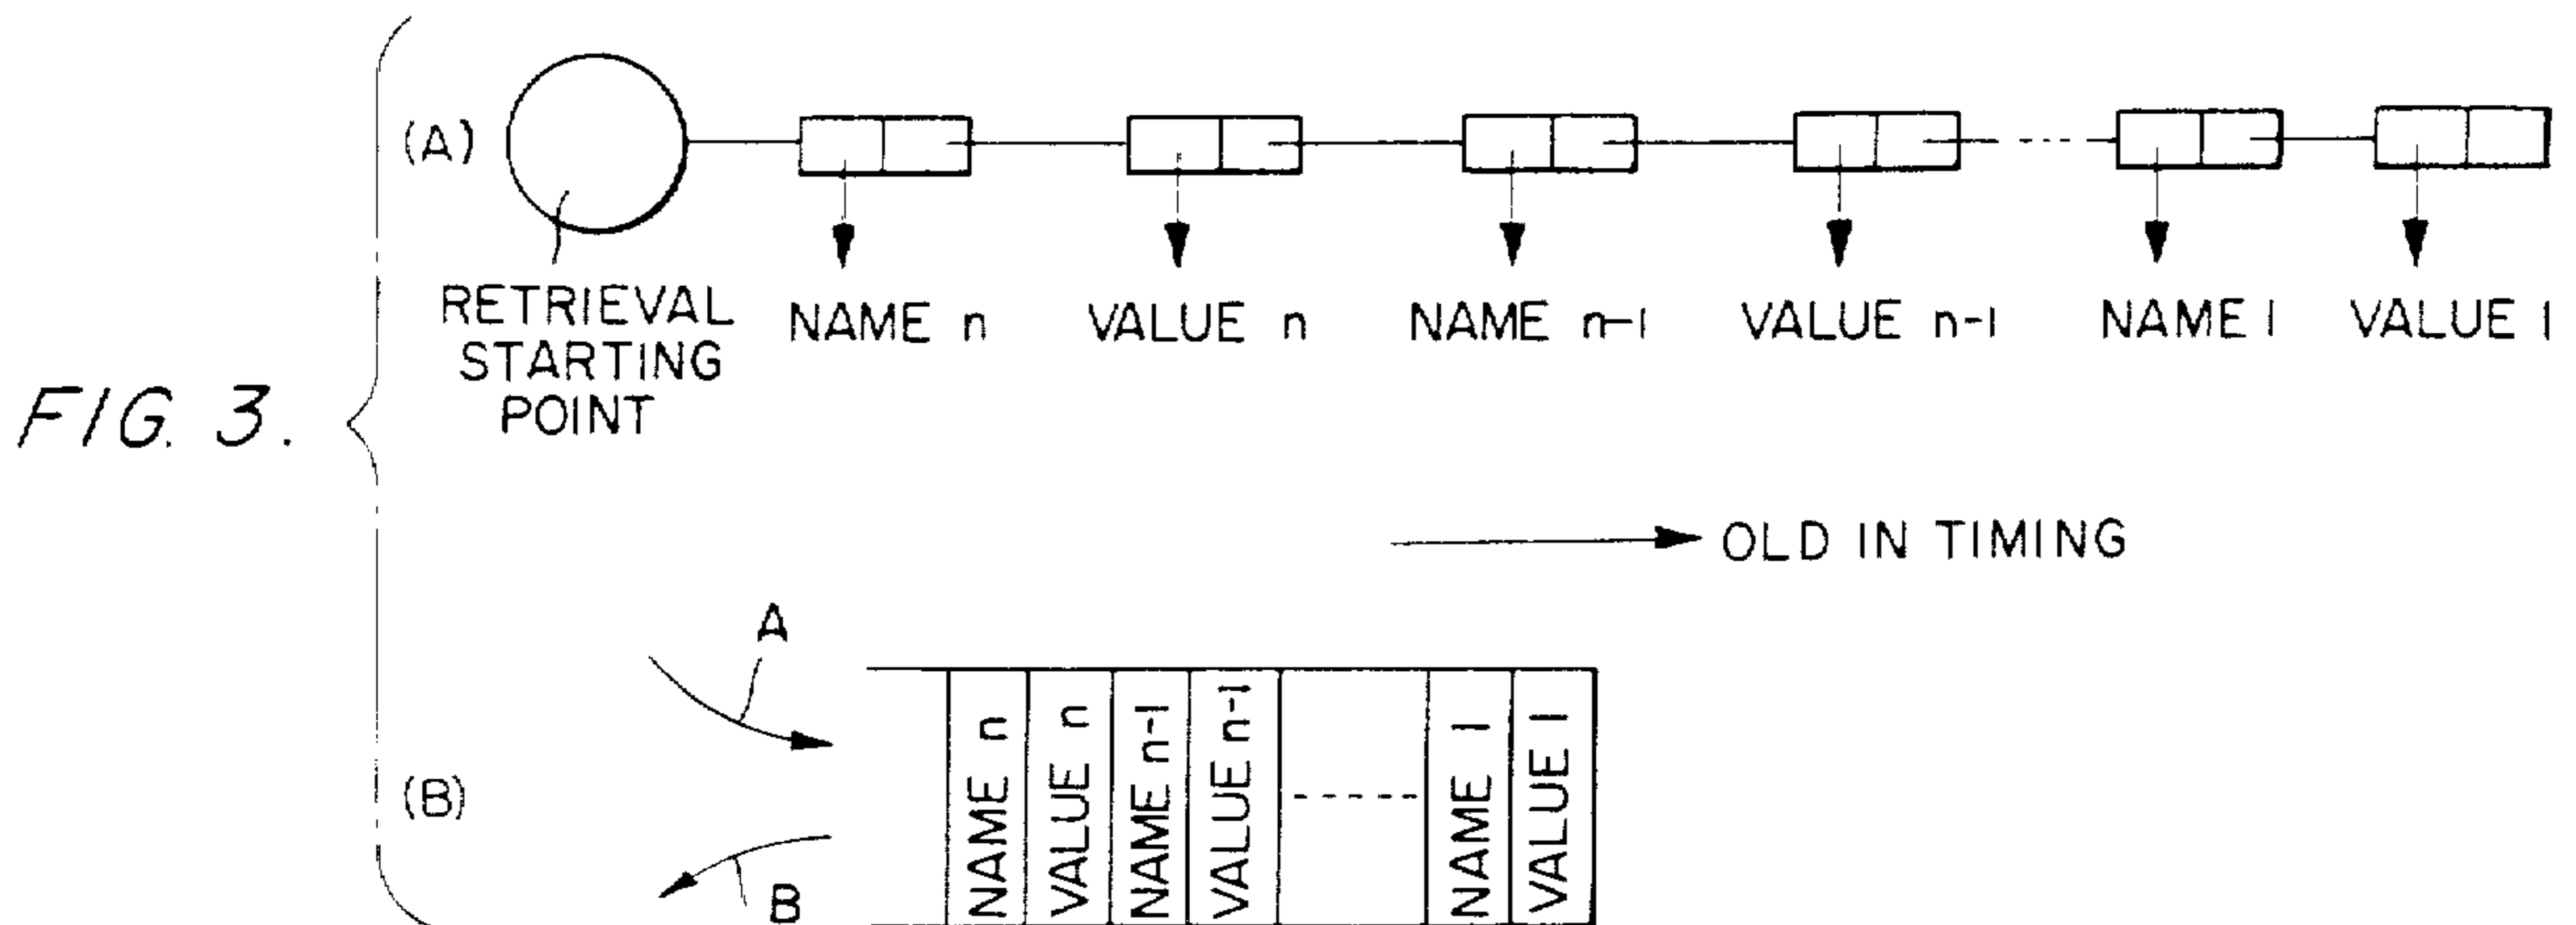 FIG. 3.
(A)
RETRIEVAL
STARTING
POINT
NAME n
VALUE n
NAME n-1
VALUE n-1
NAME 1
VALUE 1
OLD IN TIMING
(B)
A
B
NAME n
VALUE n
NAME n-1
VALUE n-1
NAME 1
VALUE 1